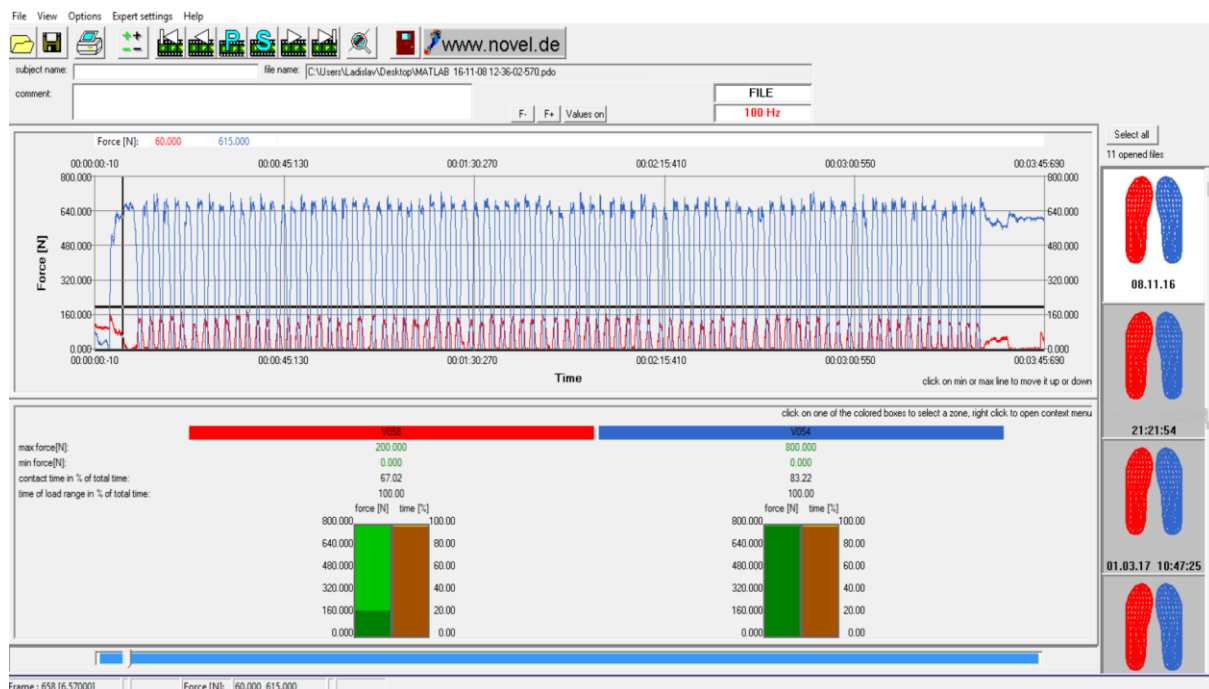 File View Options Expert settings Help
www.novel.de
subject name: file name: C:\Users\Ladislav\Desktop\MATLAB 16-11-08 12-36-02-570.pdo
comment: FILE
F- F+ Values on 100 Hz
Select all
11 opened files
Force [N]: 60.000 615.000
00:00:00:-10 00:00:45:130 00:01:30:270 00:02:15:410 00:03:00:550 00:03:45:690
800.000 800.000
640.000 640.000
480.000 480.000
Force [N]
320.000 320.000
160.000 160.000
0.000 0.000
00:00:00:-10 00:00:45:130 00:01:30:270 00:02:15:410 00:03:00:550 00:03:45:690
Time
click on min or max line to move it up or down
08.11.16
21:21:54
01.03.17 10:47:25
click on one of the colored boxes to select a zone, right click to open context menu
V058 V054
max force[N]: 200.000 800.000
min force[N]: 0.000 0.000
contact time in % of total time: 67.02 83.22
time of load range in % of total time: 100.00 100.00
force [N] time [%] force [N] time [%]
800.000 100.00 800.000 100.00
640.000 80.00 640.000 80.00
480.000 60.00 480.000 60.00
320.000 40.00 320.000 40.00
160.000 20.00 160.000 20.00
0.000 0.00 0.000 0.00
Frame : 658 [6.57000] Force [N]: 60.000 615.000